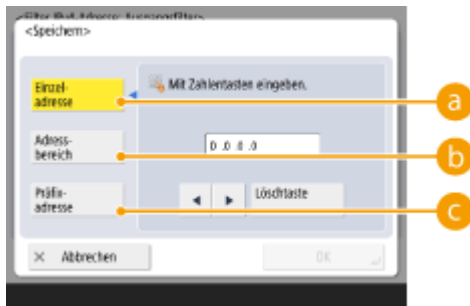 <Filter IPv4-Adresse: Ausgangsfilter>
<Speichern>
Einzel-
adresse
Mit Zahlentasten eingeben.
a
Adress-
bereich
0 .0 .0 .0
b
Präfix-
adresse
◄
►
Löschtaste
c
× Abbrechen
OK